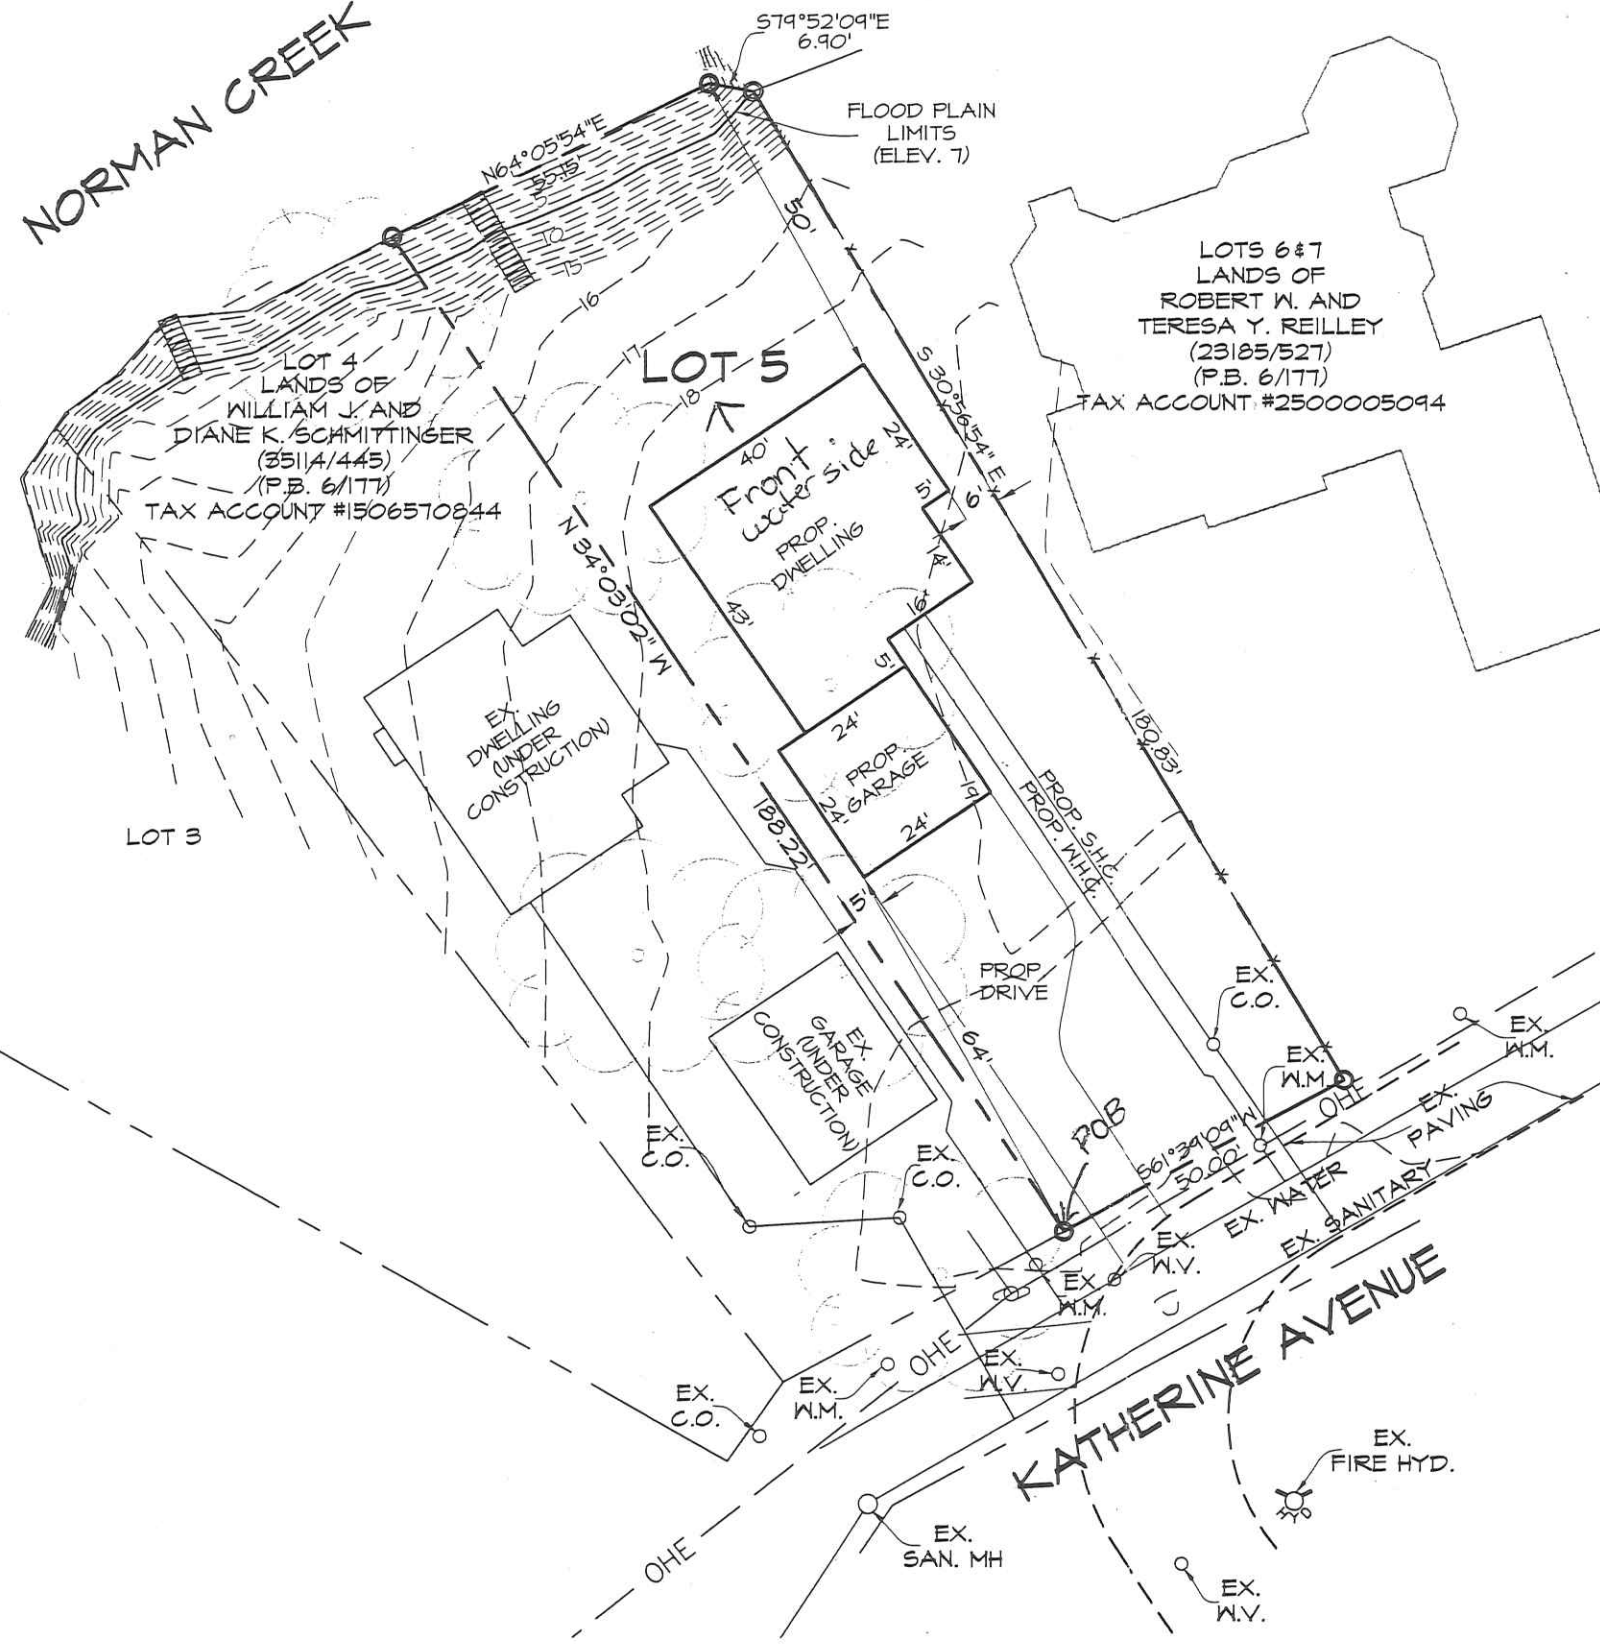 NORMAN CREEK
S79°52'09"E
6.90'
FLOOD PLAIN
LIMITS
(ELEV. 7)
N64°05'54"E
55.15'
5
10
15
16
17
18
50'
LOTS 6&7
LANDS OF
ROBERT W. AND
TERESA Y. REILLEY
(23185/527)
(P.B. 6/177)
TAX ACCOUNT #2500005094
LOT 5
LOT 4
LANDS OF
WILLIAM J. AND
DIANE K. SCHMITTINGER
(35114/445)
(P.B. 6/177)
TAX ACCOUNT #1506570844
S 30°56'54" E
180.83'
N 34°03'02" W
188.22'
40'
24'
Front
water side
PROP.
DWELLING
5'
6'
14'
16'
43'
5'
EX.
DWELLING
(UNDER
CONSTRUCTION)
24'
PROP.
GARAGE
24'
19'
24'
PROP. S.H.C.
PROP. W.H.C.
LOT 3
5'
PROP.
DRIVE
64'
EX.
GARAGE
(UNDER
CONSTRUCTION)
EX.
C.O.
EX.
W.M.
EX.
W.M.
OHE
EX.
PAVING
POB
S61°39'09"W
50.00'
EX.
C.O.
EX.
C.O.
EX. WATER
EX. SANITARY
EX.
W.V.
EX.
W.M.
KATHERINE AVENUE
OHE
EX.
W.V.
EX.
W.M.
EX.
C.O.
EX.
FIRE HYD.
HYD
EX.
SAN. MH
OHE
EX.
W.V.